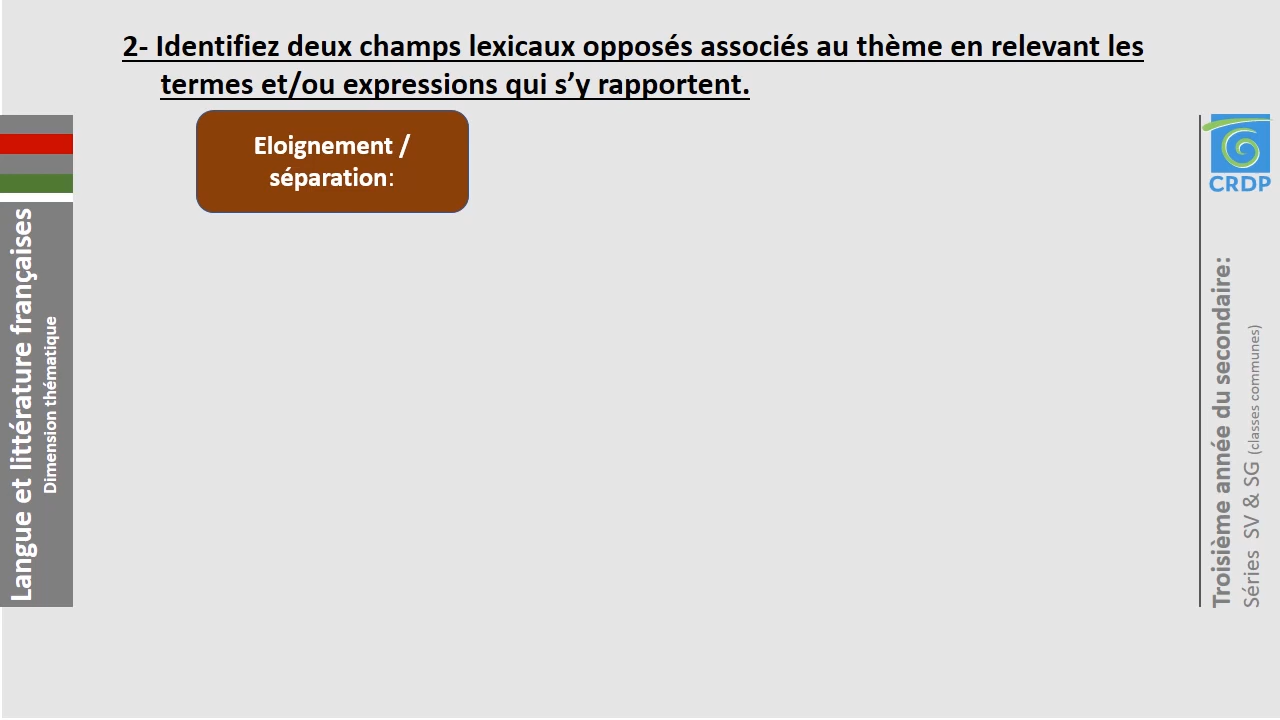 2- Identifiez deux champs lexicaux opposés associés au thème en relevant les
termes et/ou expressions qui s’y rapportent.
Eloignement /
séparation:
Langue et littérature françaises
Dimension thématique
CRDP
Troisième année du secondaire:
Séries SV & SG (classes communes)